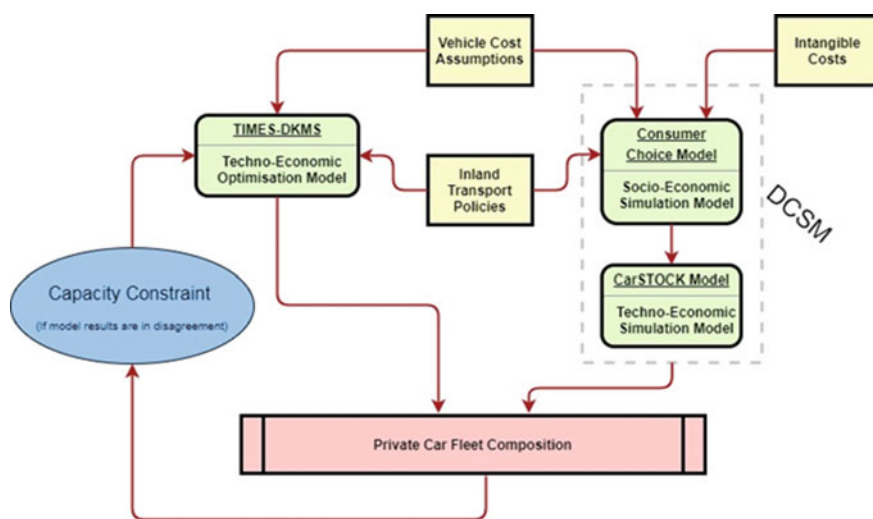 Vehicle Cost
Assumptions
Intangible
Costs
TIMES-DKMS
Techno-Economic
Optimisation Model
Inland
Transport
Policies
Consumer
Choice Model
Socio-Economic
Simulation Model
DCSM
CarSTOCK Model
Techno-Economic
Simulation Model
Capacity Constraint
(If model results are in disagreement)
Private Car Fleet Composition